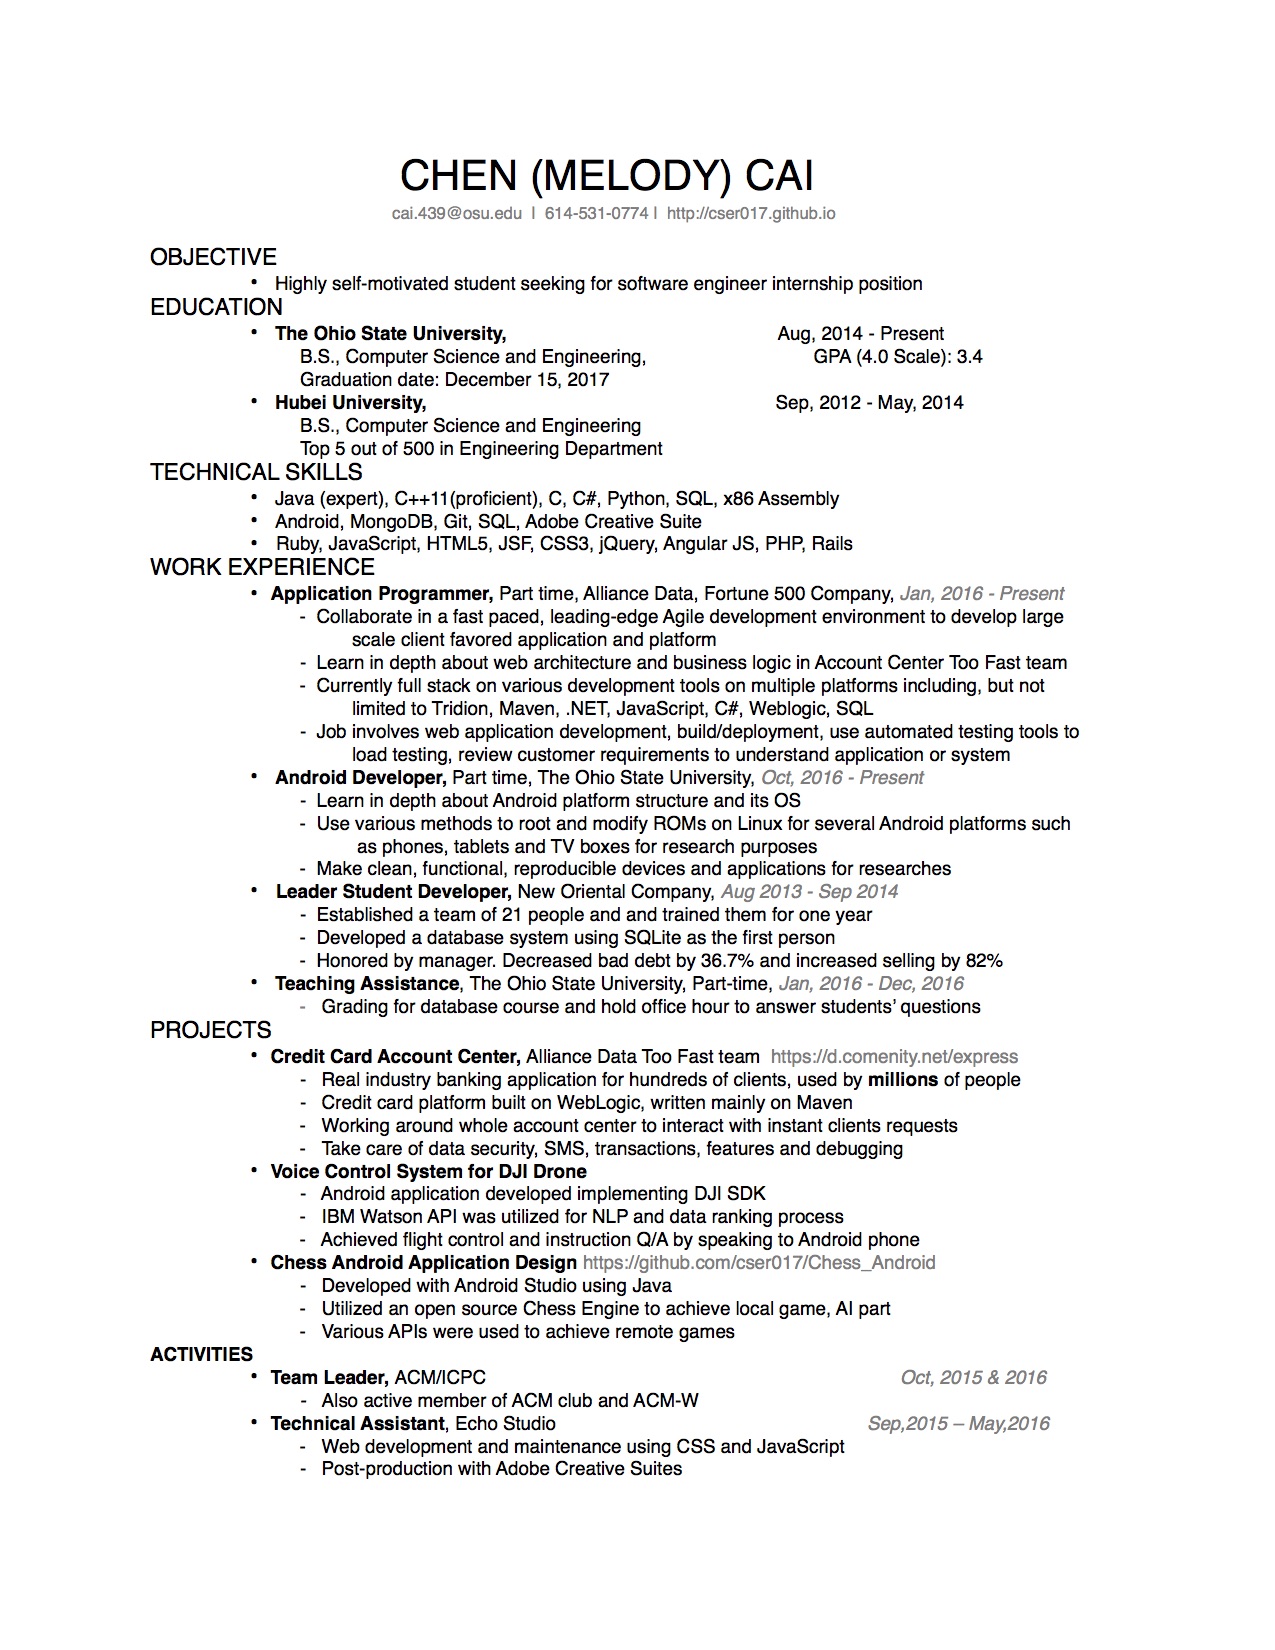 CHEN (MELODY) CAI
cai.439@osu.edu | 614-531-0774 | http://cser017.github.io
OBJECTIVE
• Highly self-motivated student seeking for software engineer internship position
EDUCATION
• The Ohio State University, Aug, 2014 - Present
B.S., Computer Science and Engineering, GPA (4.0 Scale): 3.4
Graduation date: December 15, 2017
• Hubei University, Sep, 2012 - May, 2014
B.S., Computer Science and Engineering
Top 5 out of 500 in Engineering Department
TECHNICAL SKILLS
• Java (expert), C++11(proficient), C, C#, Python, SQL, x86 Assembly
• Android, MongoDB, Git, SQL, Adobe Creative Suite
• Ruby, JavaScript, HTML5, JSF, CSS3, jQuery, Angular JS, PHP, Rails
WORK EXPERIENCE
• Application Programmer, Part time, Alliance Data, Fortune 500 Company, Jan, 2016 - Present
- Collaborate in a fast paced, leading-edge Agile development environment to develop large
scale client favored application and platform
- Learn in depth about web architecture and business logic in Account Center Too Fast team
- Currently full stack on various development tools on multiple platforms including, but not
limited to Tridion, Maven, .NET, JavaScript, C#, Weblogic, SQL
- Job involves web application development, build/deployment, use automated testing tools to
load testing, review customer requirements to understand application or system
• Android Developer, Part time, The Ohio State University, Oct, 2016 - Present
- Learn in depth about Android platform structure and its OS
- Use various methods to root and modify ROMs on Linux for several Android platforms such
as phones, tablets and TV boxes for research purposes
- Make clean, functional, reproducible devices and applications for researches
• Leader Student Developer, New Oriental Company, Aug 2013 - Sep 2014
- Established a team of 21 people and and trained them for one year
- Developed a database system using SQLite as the first person
- Honored by manager. Decreased bad debt by 36.7% and increased selling by 82%
• Teaching Assistance, The Ohio State University, Part-time, Jan, 2016 - Dec, 2016
- Grading for database course and hold office hour to answer students’ questions
PROJECTS
• Credit Card Account Center, Alliance Data Too Fast team https://d.comenity.net/express
- Real industry banking application for hundreds of clients, used by millions of people
- Credit card platform built on WebLogic, written mainly on Maven
- Working around whole account center to interact with instant clients requests
- Take care of data security, SMS, transactions, features and debugging
• Voice Control System for DJI Drone
- Android application developed implementing DJI SDK
- IBM Watson API was utilized for NLP and data ranking process
- Achieved flight control and instruction Q/A by speaking to Android phone
• Chess Android Application Design https://github.com/cser017/Chess_Android
- Developed with Android Studio using Java
- Utilized an open source Chess Engine to achieve local game, AI part
- Various APIs were used to achieve remote games
ACTIVITIES
• Team Leader, ACM/ICPC Oct, 2015 & 2016
- Also active member of ACM club and ACM-W
• Technical Assistant, Echo Studio Sep,2015 – May,2016
- Web development and maintenance using CSS and JavaScript
- Post-production with Adobe Creative Suites